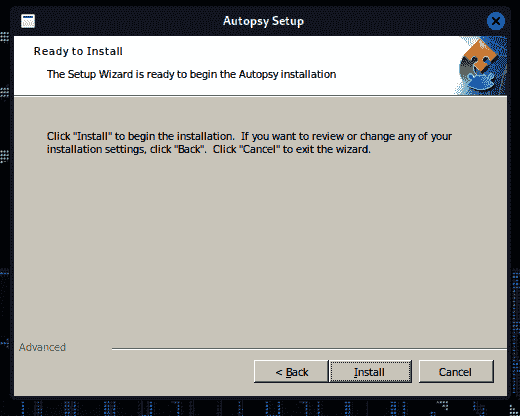 Autopsy Setup
Ready to Install
The Setup Wizard is ready to begin the Autopsy installation
Click "Install" to begin the installation.  If you want to review or change any of your
installation settings, click "Back".  Click "Cancel" to exit the wizard.
Advanced
< Back
Install
Cancel